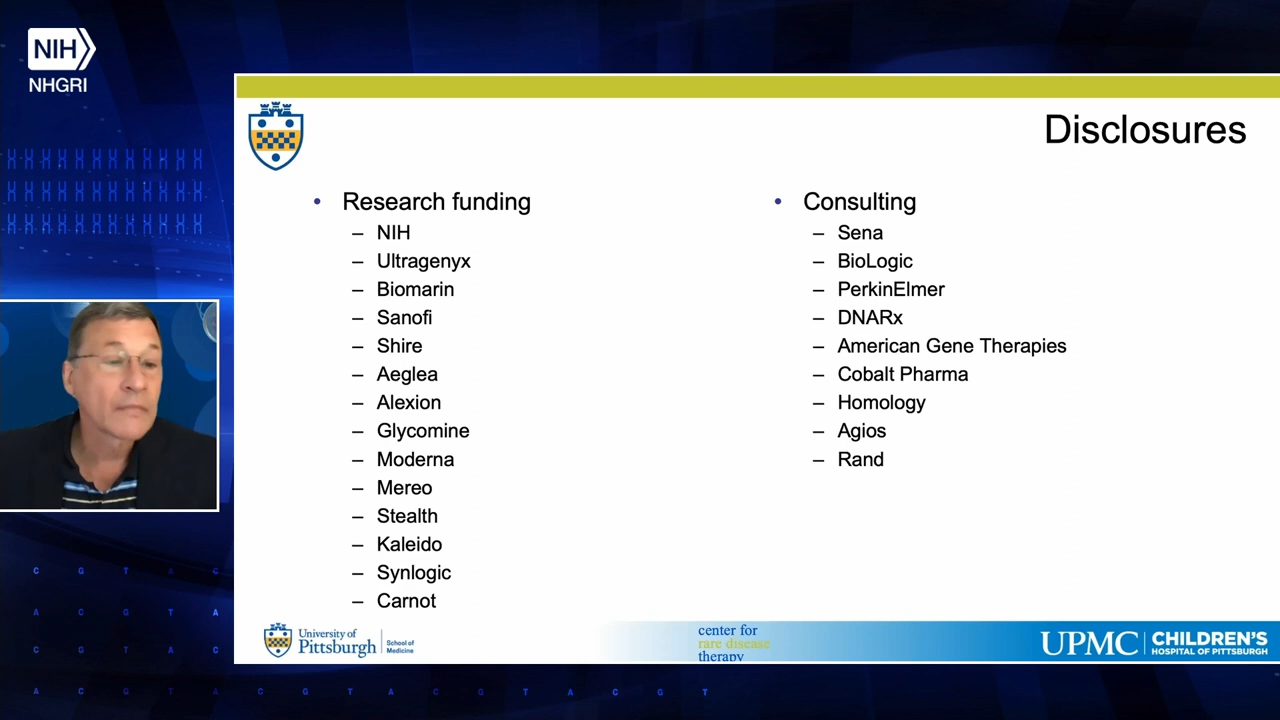 NIH
NHGRI
Disclosures
• Research funding
– NIH
– Ultragenyx
– Biomarin
– Sanofi
– Shire
– Aeglea
– Alexion
– Glycomine
– Moderna
– Mereo
– Stealth
– Kaleido
– Synlogic
– Carnot
• Consulting
– Sena
– BioLogic
– PerkinElmer
– DNARx
– American Gene Therapies
– Cobalt Pharma
– Homology
– Agios
– Rand
University of
Pittsburgh
School of
Medicine
center for
rare disease
therapy
UPMC
CHILDREN'S
HOSPITAL OF PITTSBURGH
C G T A C
A C G T A
C G T A C
A C G T A C G T A C G T A C G T